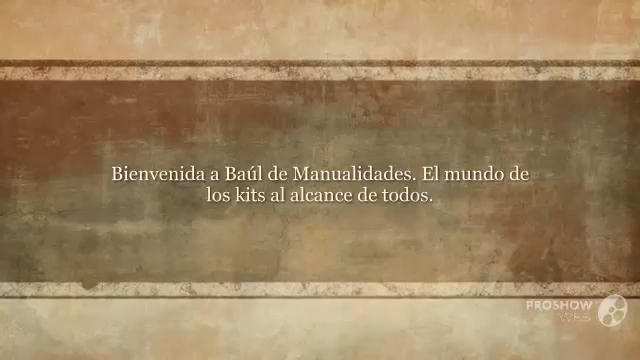 Bienvenida a Baúl de Manualidades. El mundo de
los kits al alcance de todos.
PROSHOW
WEB